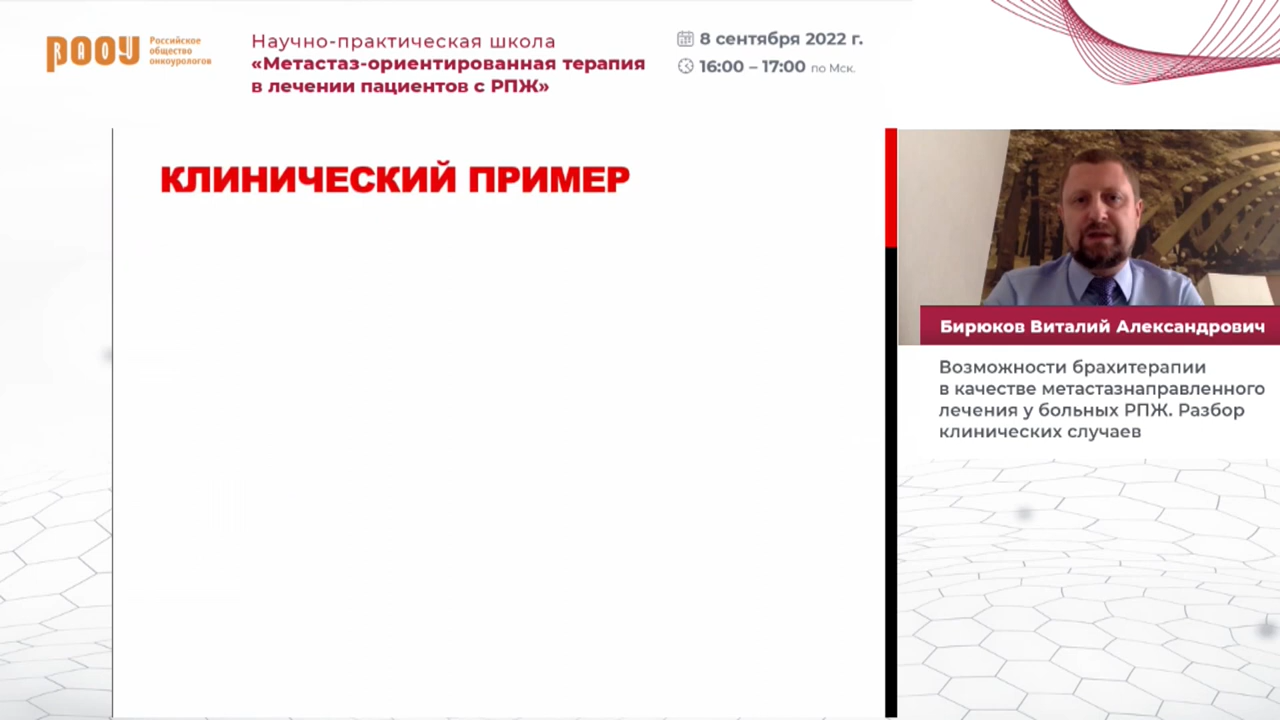 РАОУ
Российское
общество
онкоурологов
Научно-практическая школа
«Метастаз-ориентированная терапия
в лечении пациентов с РПЖ»
8 сентября 2022 г.
16:00 – 17:00 по Мск.
КЛИНИЧЕСКИЙ ПРИМЕР
Бирюков Виталий Александрович
Возможности брахитерапии
в качестве метастазнаправленного
лечения у больных РПЖ. Разбор
клинических случаев